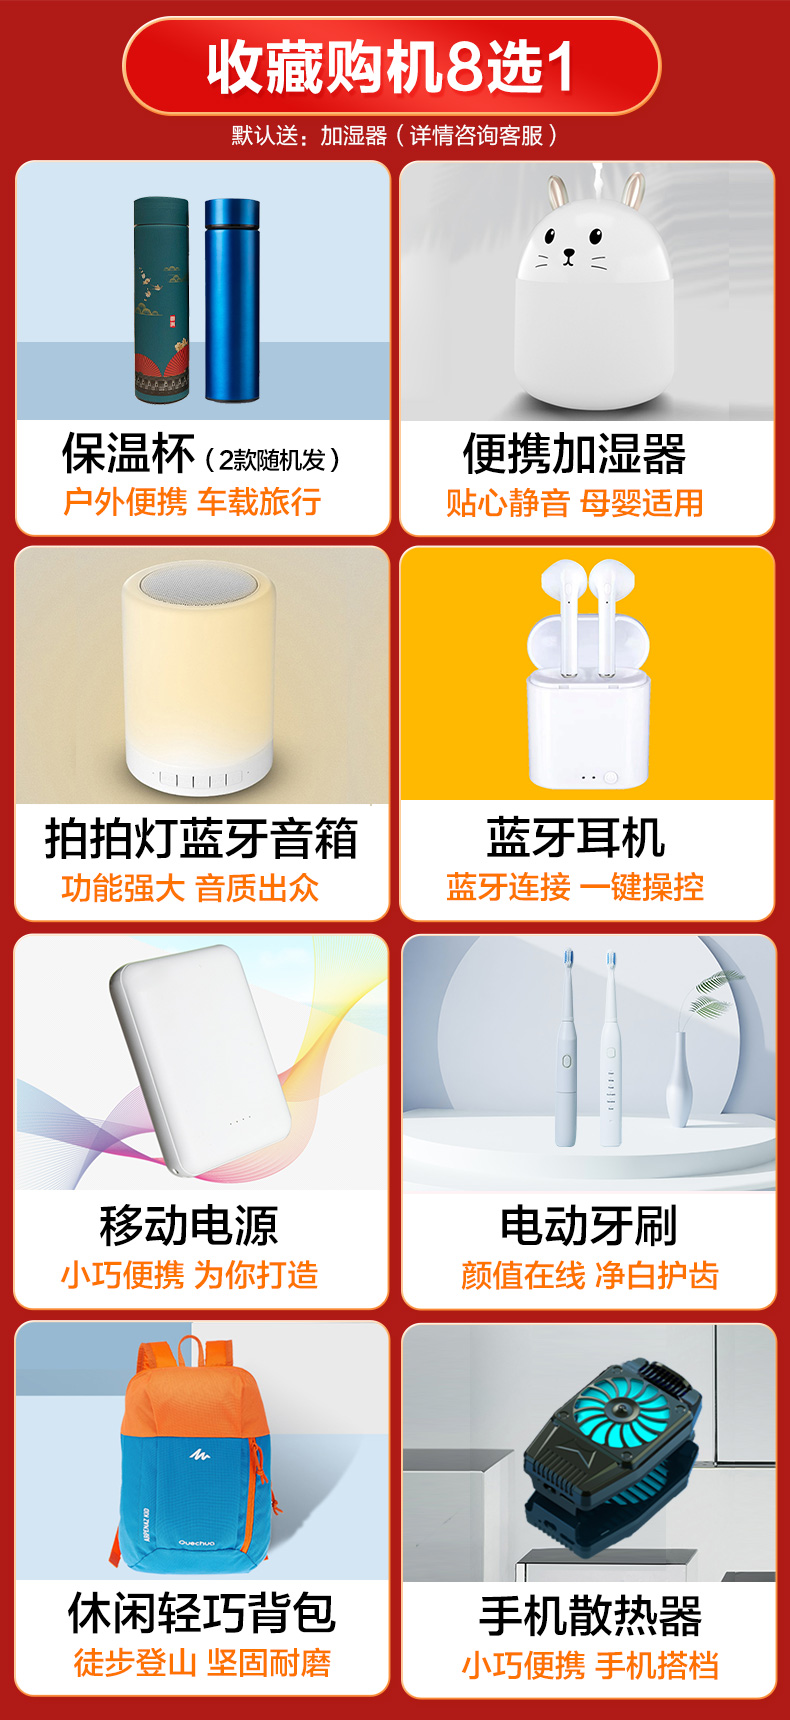 收藏购机8选1
默认送：加湿器（详情咨询客服）
保温杯（2款随机发）
户外便携 车载旅行
便携加湿器
贴心静音 母婴适用
拍拍灯蓝牙音箱
功能强大 音质出众
蓝牙耳机
蓝牙连接 一键操控
移动电源
小巧便携 为你打造
电动牙刷
颜值在线 净白护齿
ARPENAZ KID
Quechua
休闲轻巧背包
徒步登山 坚固耐磨
手机散热器
小巧便携 手机搭档